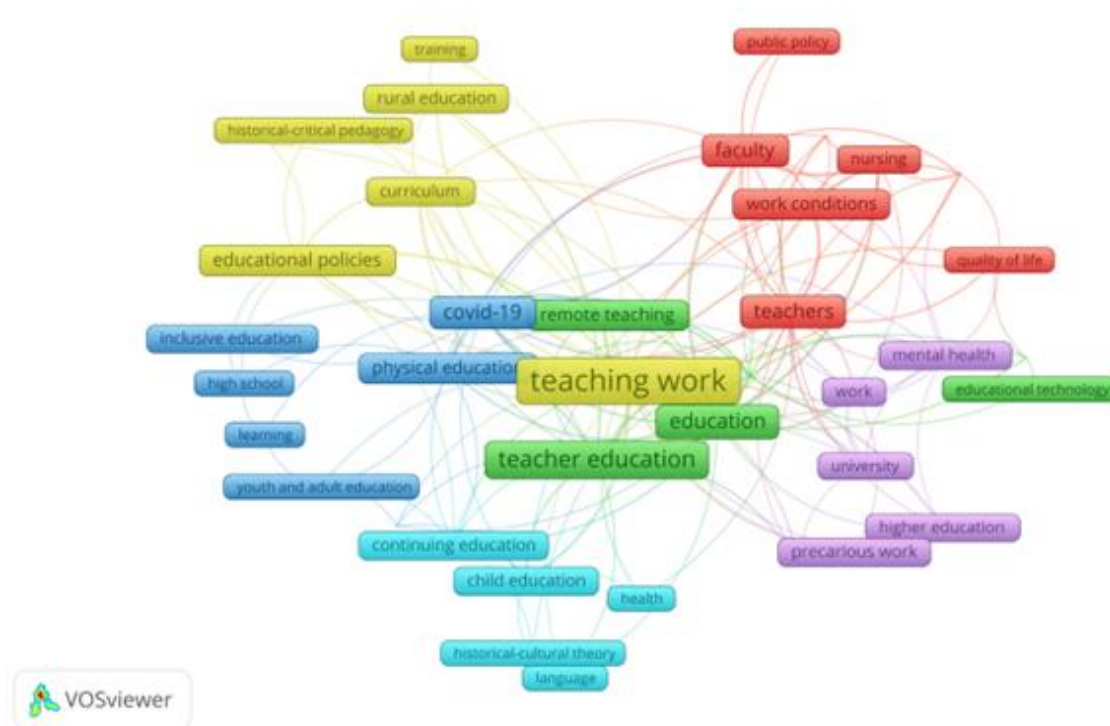 training
public policy
rural education
historical-critical pedagogy
faculty
nursing
curriculum
work conditions
educational policies
quality of life
covid-19
remote teaching
teachers
inclusive education
physical education
mental health
high school
teaching work
work
educational technology
education
learning
teacher education
university
youth and adult education
higher education
continuing education
precarious work
child education
health
historical-cultural theory
language
VOSviewer